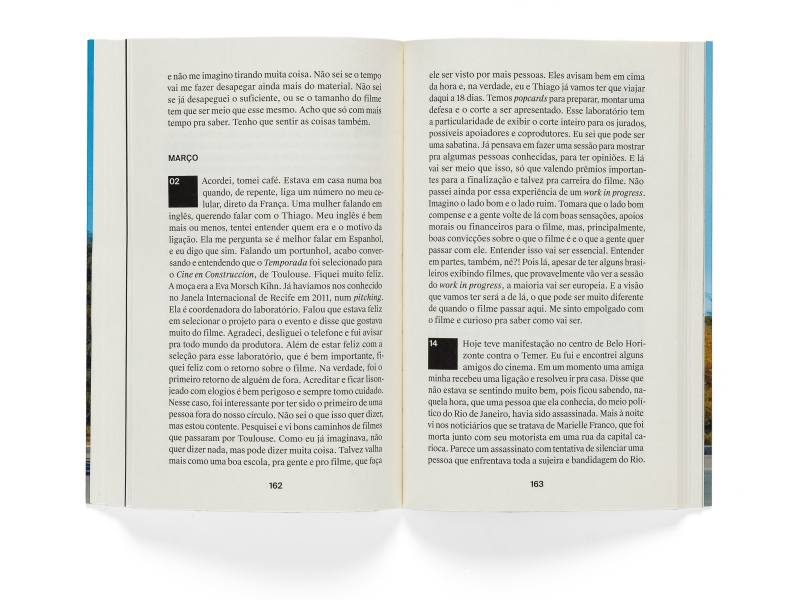 e não me imagino tirando muita coisa. Não sei se o tempo
vai me fazer desapegar ainda mais do material. Não sei
se já desapeguei o suficiente, ou se o tamanho do filme
tem que ser meio que esse mesmo. Acho que só com mais
tempo pra saber. Tenho que sentir as coisas também.
MARÇO
02
Acordei, tomei café. Estava em casa numa boa
quando, de repente, liga um número no meu ce-
lular, direto da França. Uma mulher falando em
inglês, querendo falar com o Thiago. Meu inglês é bem
mais ou menos, tentei entender quem era e o motivo da
ligação. Ela me pergunta se é melhor falar em Espanhol,
e eu digo que sim. Falando um portunhol, acabo conver-
sando e entendendo que o Temporada foi selecionado para
o Cine en Construccion, de Toulouse. Fiquei muito feliz.
A moça era a Eva Morsch Kihn. Já havíamos nos conhecido
no Janela Internacional de Recife em 2011, num pitching.
Ela é coordenadora do laboratório. Falou que estava feliz
em selecionar o projeto para o evento e disse que gostava
muito do filme. Agradeci, desliguei o telefone e fui avisar
pra todo mundo da produtora. Além de estar feliz com a
seleção para esse laboratório, que é bem importante, fi-
quei feliz com o retorno sobre o filme. Na verdade, foi o
primeiro retorno de alguém de fora. Acreditar e ficar lison-
jeado com elogios é bem perigoso e sempre tomo cuidado.
Nesse caso, foi interessante por ter sido o primeiro de uma
pessoa fora do nosso círculo. Não sei o que isso quer dizer,
mas estou contente. Pesquisei e vi bons caminhos de filmes
que passaram por Toulouse. Como eu já imaginava, não
quer dizer nada, mas pode dizer muita coisa. Talvez valha
mais como uma boa escola, pra gente e pro filme, que faça
162
ele ser visto por mais pessoas. Eles avisam bem em cima
da hora e, na verdade, eu e Thiago já vamos ter que viajar
daqui a 18 dias. Temos popcards para preparar, montar uma
defesa e o corte a ser apresentado. Esse laboratório tem
a particularidade de exibir o corte inteiro para os jurados,
possíveis apoiadores e coprodutores. Eu sei que pode ser
uma sabatina. Já pensava em fazer uma sessão para mostrar
pra algumas pessoas conhecidas, para ter opiniões. E lá
vai ser meio que isso, só que valendo prêmios importan-
tes para a finalização e talvez pra carreira do filme. Não
passei ainda por essa experiência de um work in progress.
Imagino o lado bom e o lado ruim. Tomara que o lado bom
compense e a gente volte de lá com boas sensações, apoios
morais ou financeiros para o filme, mas, principalmente,
boas convicções sobre o que o filme é e o que a gente quer
passar com ele. Entender isso vai ser essencial. Entender
em partes, também, né?! Pois lá, apesar de ter alguns brasi-
leiros exibindo filmes, que provavelmente vão ver a sessão
do work in progress, a maioria vai ser europeia. E a visão
que vamos ter será a de lá, o que pode ser muito diferente
de quando o filme passar aqui. Me sinto empolgado com
o filme e curioso pra saber como vai ser.
14
Hoje teve manifestação no centro de Belo Hori-
zonte contra o Temer. Eu fui e encontrei alguns
amigos do cinema. Em um momento uma amiga
minha recebeu uma ligação e resolveu ir pra casa. Disse que
não estava se sentindo muito bem, pois ficou sabendo, na-
quela hora, que uma pessoa que ela conhecia, do meio polí-
tico do Rio de Janeiro, havia sido assassinada. Mais à noite
vi nos noticiários que se tratava de Marielle Franco, que foi
morta junto com seu motorista em uma rua da capital ca-
rioca. Parece um assassinato com tentativa de silenciar uma
pessoa que enfrentava toda a sujeira e bandidagem do Rio.
163